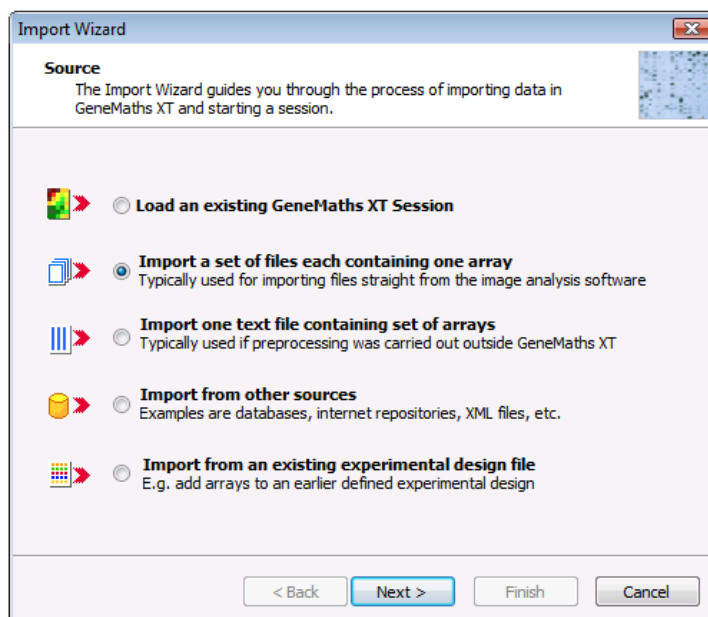 Import Wizard
Source
The Import Wizard guides you through the process of importing data in
GeneMaths XT and starting a session.
Load an existing GeneMaths XT Session
Import a set of files each containing one array
Typically used for importing files straight from the image analysis software
Import one text file containing set of arrays
Typically used if preprocessing was carried out outside GeneMaths XT
Import from other sources
Examples are databases, internet repositories, XML files, etc.
Import from an existing experimental design file
E.g. add arrays to an earlier defined experimental design
< Back Next > Finish Cancel